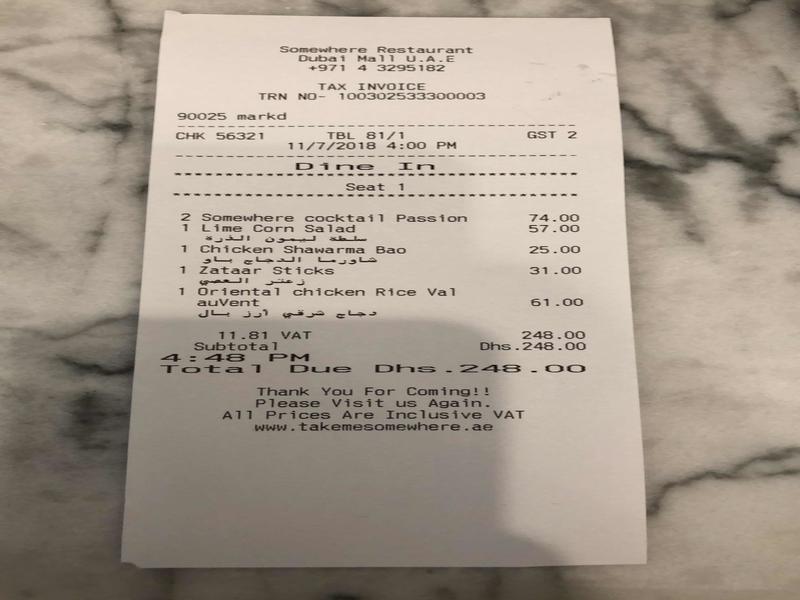 Somewhere Restaurant
Dubai Mall U.A.E
+971 4 3295182
TAX INVOICE
TRN NO- 100302533300003
90025 markd
CHK 56321 TBL 81/1 GST 2
11/7/2018 4:00 PM
Dine In
Seat 1
2 Somewhere cocktail Passion 74.00
1 Lime Corn Salad 57.00
سلطة ليمون الذرة
1 Chicken Shawarma Bao 25.00
شاورما الدجاج باو
1 Zataar Sticks 31.00
زعتر العصي
1 Oriental chicken Rice Val
auVent 61.00
دجاج شرقي أرز بال
11.81 VAT 248.00
Subtotal Dhs.248.00
4:48 PM
Total Due Dhs.248.00
Thank You For Coming!!
Please Visit us Again.
All Prices Are Inclusive VAT
www.takemesomewhere.ae